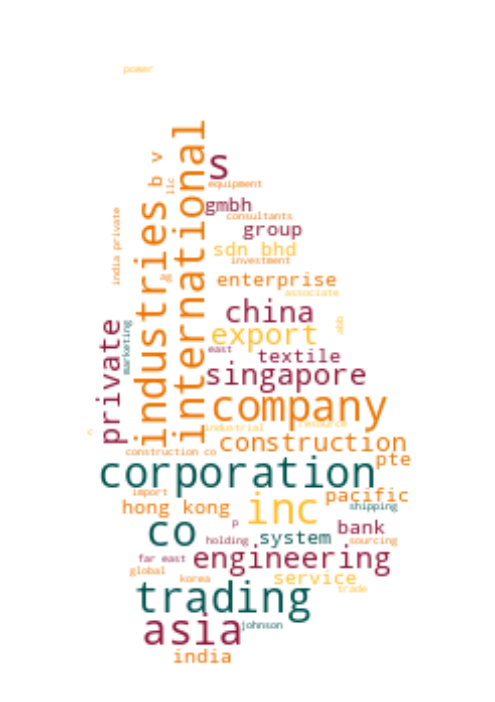 power
international
industries
b v
s
llc
equipment
gmbh
india private
consultants
group
sdn bhd
investment
ag
enterprise
associate
china
abb
private
marketing
export
east
textile
singapore
company
resource
industrial
c
construction
construction co
pte
corporation
import
pacific
hong kong
inc
shipping
p
co
bank
system
holding
sourcing
far east
engineering
global
korea
service
trade
trading
asia
johnson
india